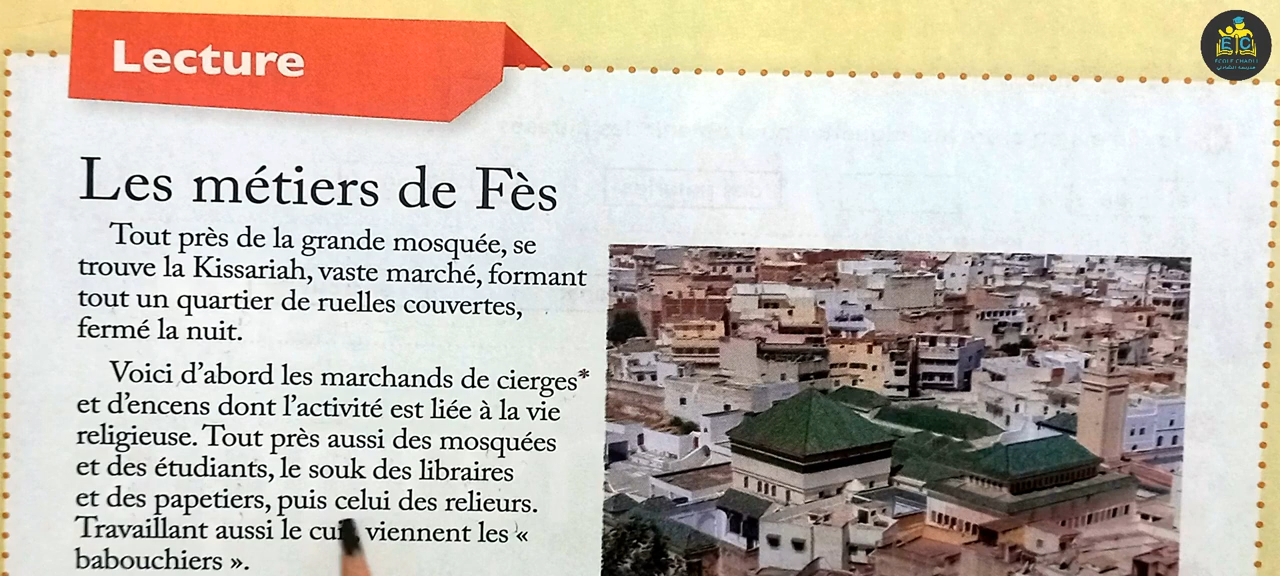 Lecture
EC
ECOLE CHADLI
Les métiers de Fès
Tout près de la grande mosquée, se
trouve la Kissariah, vaste marché, formant
tout un quartier de ruelles couvertes,
fermé la nuit.
Voici d'abord les marchands de cierges*
et d'encens dont l'activité est liée à la vie
religieuse. Tout près aussi des mosquées
et des étudiants, le souk des libraires
et des papetiers, puis celui des relieurs.
Travaillant aussi le cuir, viennent les «
babouchiers ».